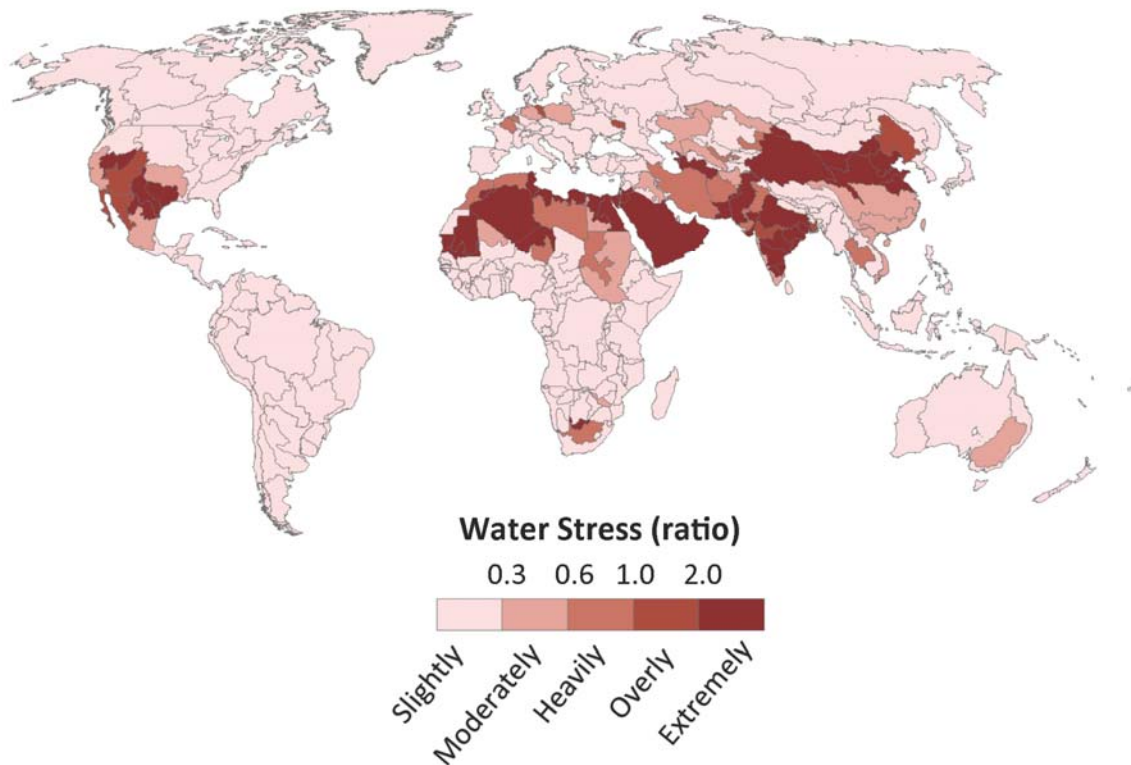 Water Stress (ratio)
0.3 0.6 1.0 2.0
Slightly
Moderately
Heavily
Overly
Extremely